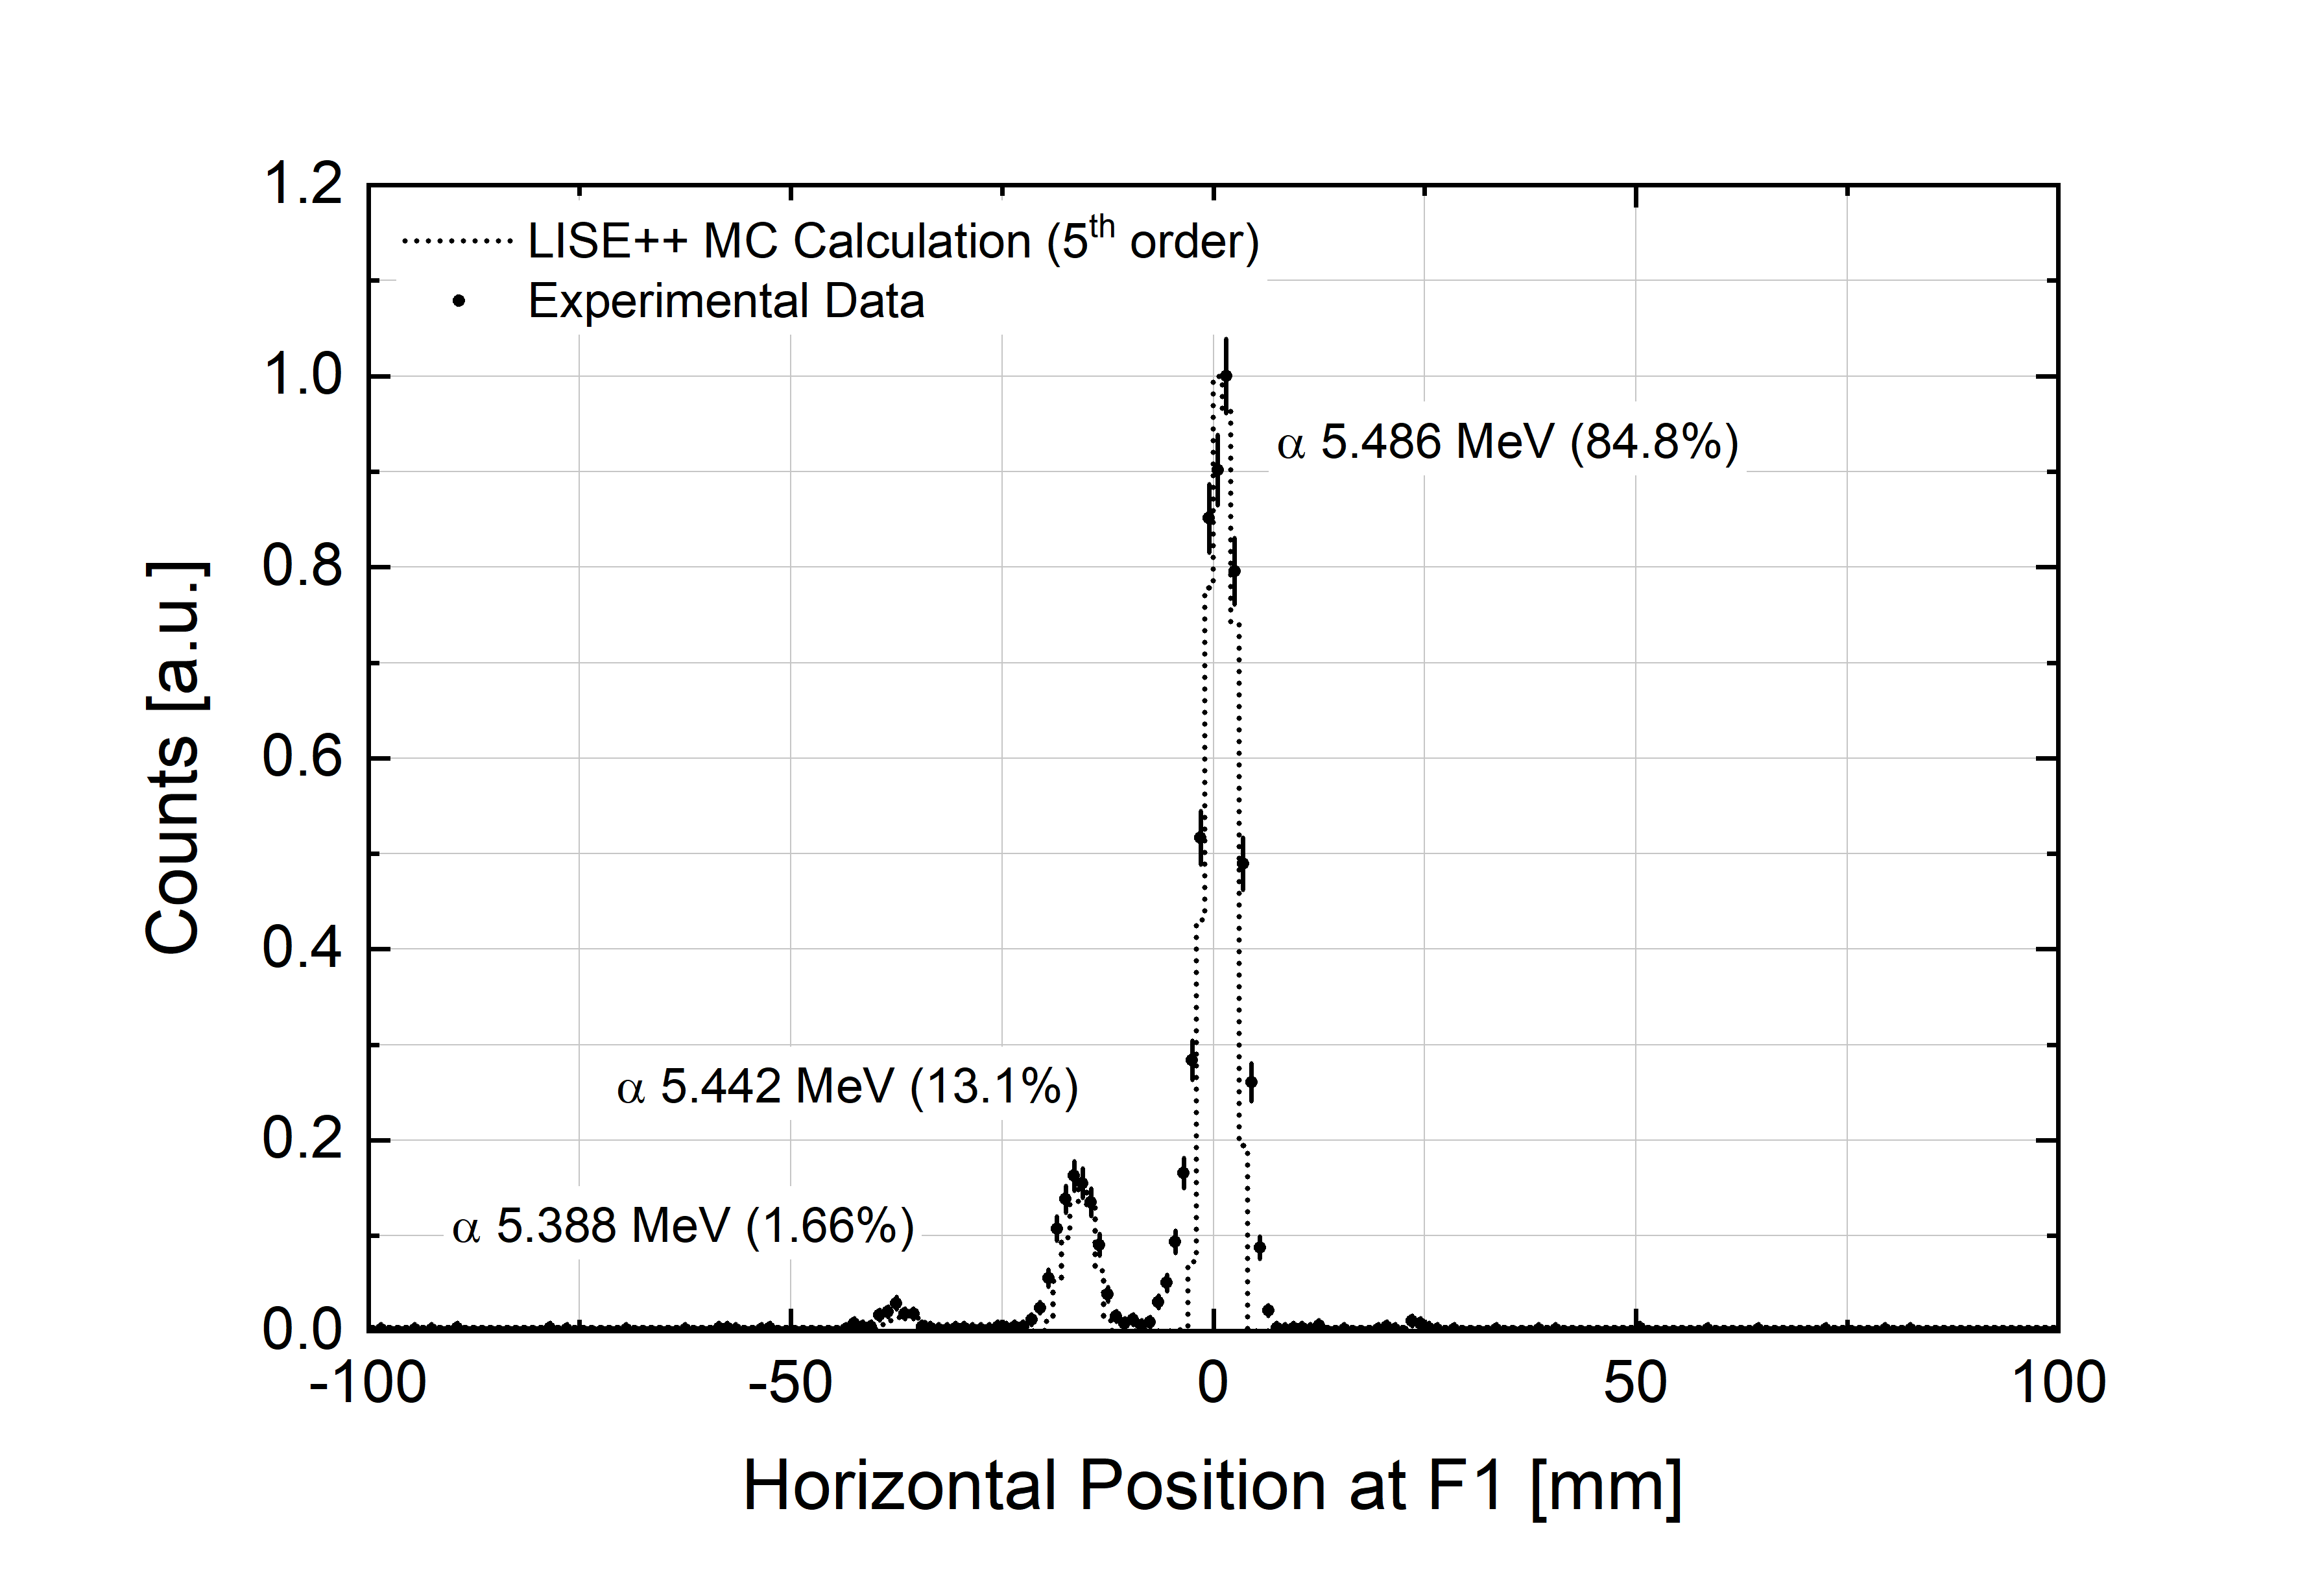 1.2
1.0
0.8
0.6
0.4
0.2
0.0
Counts [a.u.]
LISE++ MC Calculation (5th order)
Experimental Data
α 5.486 MeV (84.8%)
α 5.442 MeV (13.1%)
α 5.388 MeV (1.66%)
-100 -50 0 50 100
Horizontal Position at F1 [mm]